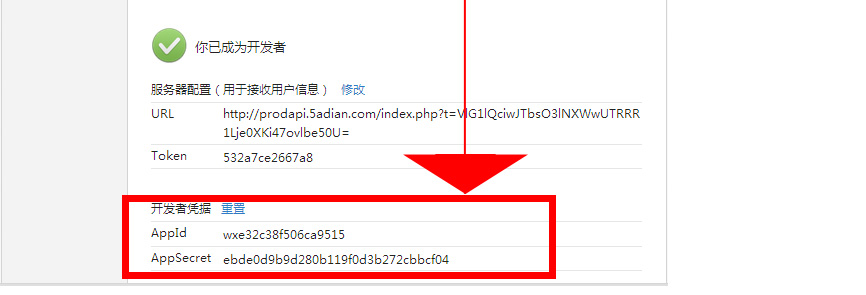 你已成为开发者
服务器配置（用于接收用户信息） 修改
URL http://prodapi.5adian.com/index.php?t=VlG1lQciwJTbsO3lNXWwUTRRR
1Lje0XKi47ovlbe50U=
Token 532a7ce2667a8
开发者凭据 重置
AppId wxe32c38f506ca9515
AppSecret ebde0d9b9d280b119f0d3b272cbbcf04